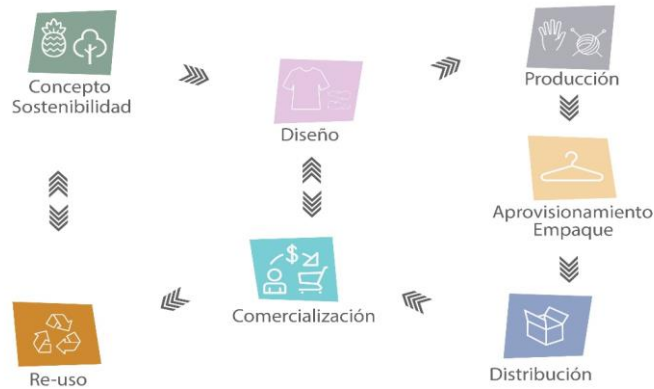 Concepto
Sostenibilidad
Diseño
Producción
Aprovisionamiento
Empaque
$
Comercialización
Distribución
Re-uso